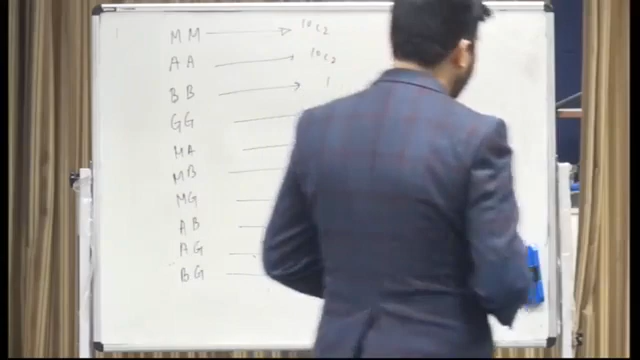 MM → ¹⁰C₂
AA → ¹⁰C₂
BB → 1
GG —
MA —
MB —
MG —
AB —
AG —
BG —